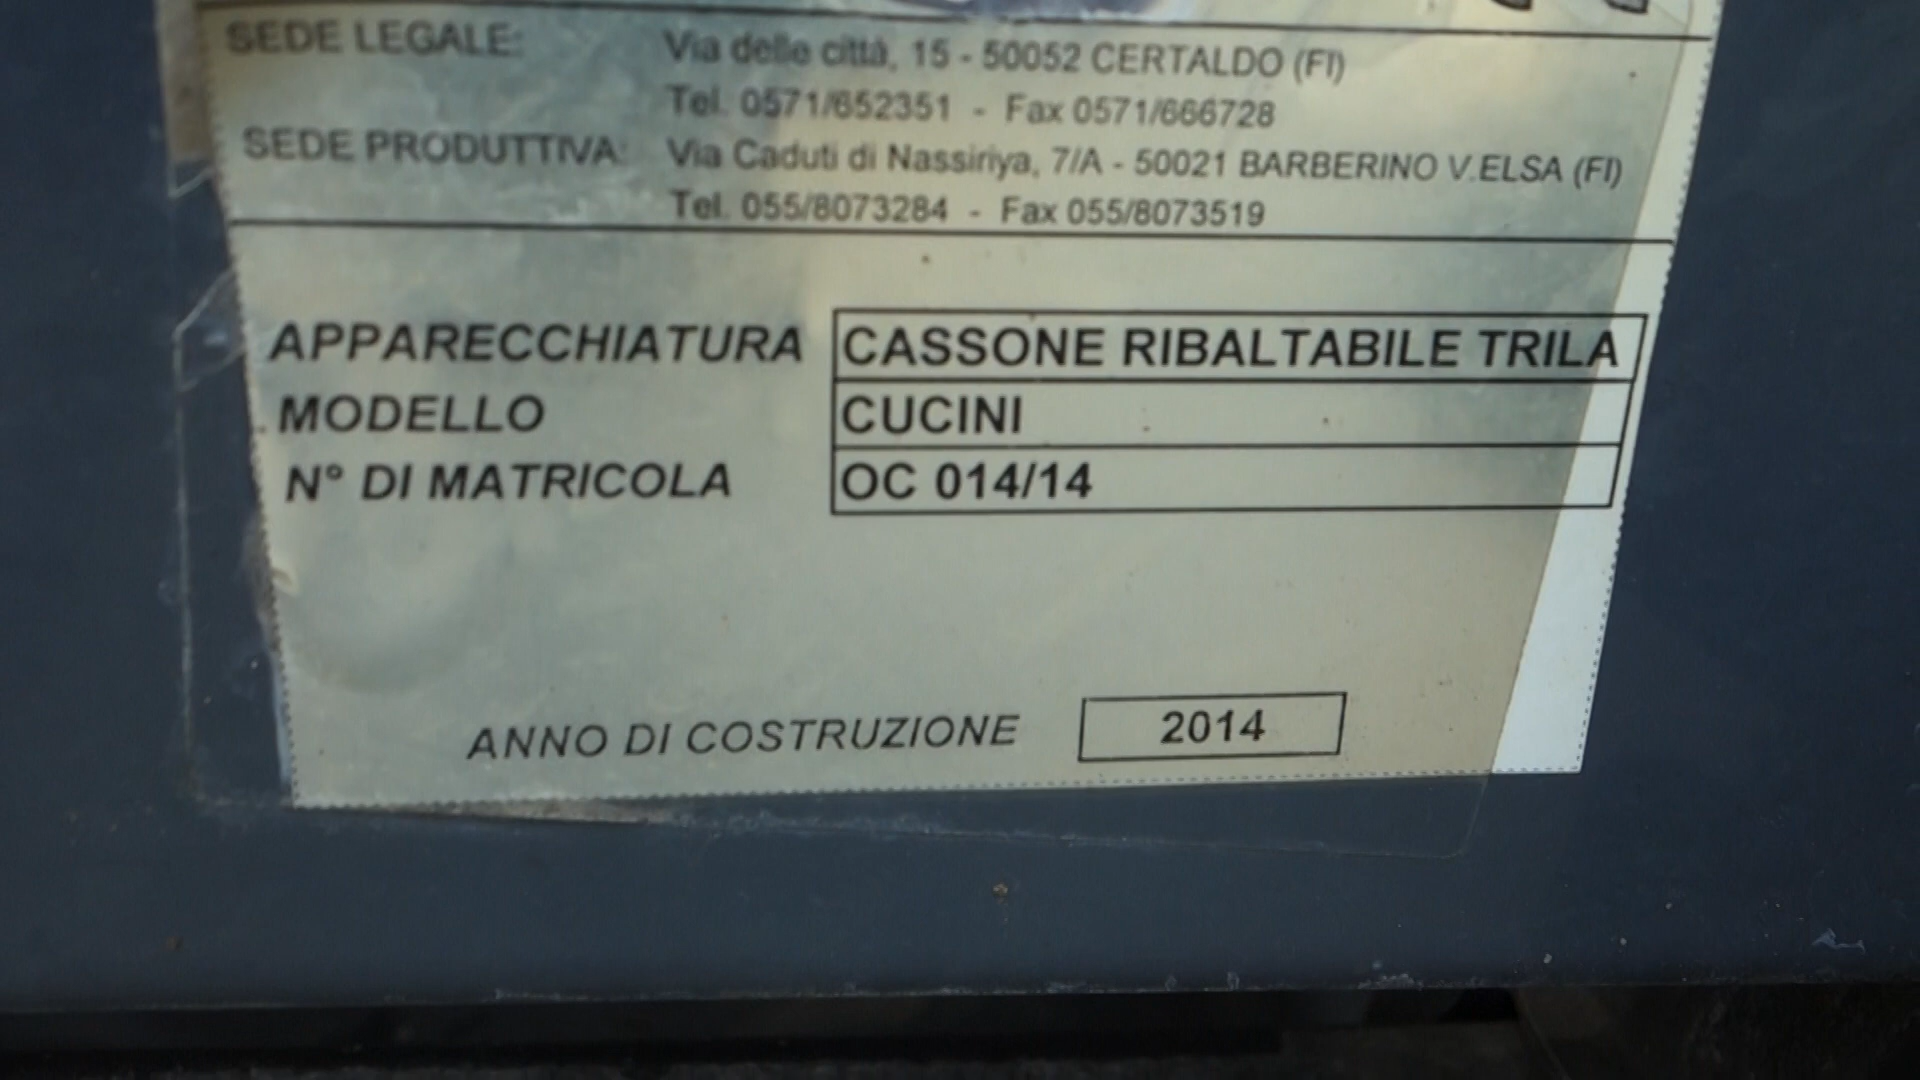 SEDE LEGALE: Via delle città, 15 - 50052 CERTALDO (FI)
Tel. 0571/652351 - Fax 0571/666728
SEDE PRODUTTIVA: Via Caduti di Nassiriya, 7/A - 50021 BARBERINO V.ELSA (FI)
Tel. 055/8073284 - Fax 055/8073519
APPARECCHIATURA CASSONE RIBALTABILE TRILA
MODELLO CUCINI
N° DI MATRICOLA OC 014/14
ANNO DI COSTRUZIONE 2014